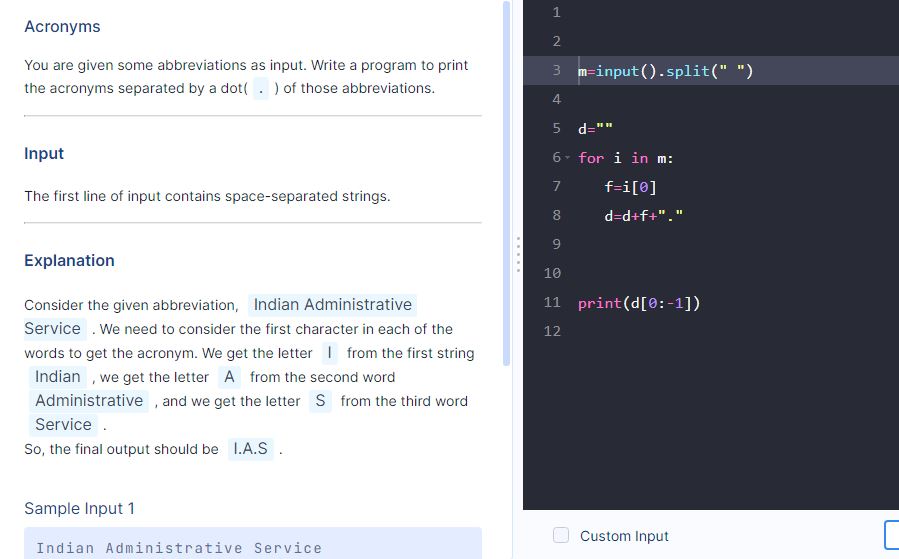 Acronyms
You are given some abbreviations as input. Write a program to print
the acronyms separated by a dot( . ) of those abbreviations.
Input
The first line of input contains space-separated strings.
Explanation
Consider the given abbreviation, Indian Administrative
Service . We need to consider the first character in each of the
words to get the acronym. We get the letter I from the first string
Indian , we get the letter A from the second word
Administrative , and we get the letter S from the third word
Service .
So, the final output should be I.A.S .
Sample Input 1
Indian Administrative Service
1
2
3 m=input().split(" ")
4
5 d=""
6 for i in m:
7 f=i[0]
8 d=d+f+"."
9
10
11 print(d[0:-1])
12
Custom Input